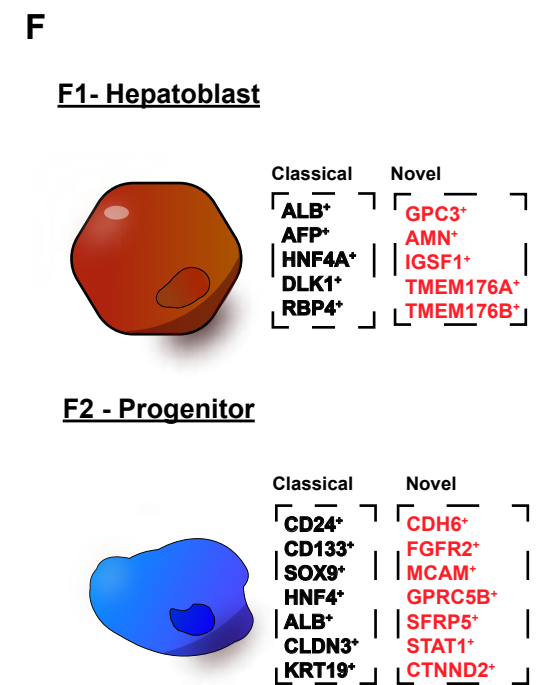 F
F1- Hepatoblast
Classical Novel
ALB⁺ GPC3⁺
AFP⁺ AMN⁺
HNF4A⁺ IGSF1⁺
DLK1⁺ TMEM176A⁺
RBP4⁺ TMEM176B⁺
F2 - Progenitor
Classical Novel
CD24⁺ CDH6⁺
CD133⁺ FGFR2⁺
SOX9⁺ MCAM⁺
HNF4⁺ GPRC5B⁺
ALB⁺ SFRP5⁺
CLDN3⁺ STAT1⁺
KRT19⁺ CTNND2⁺